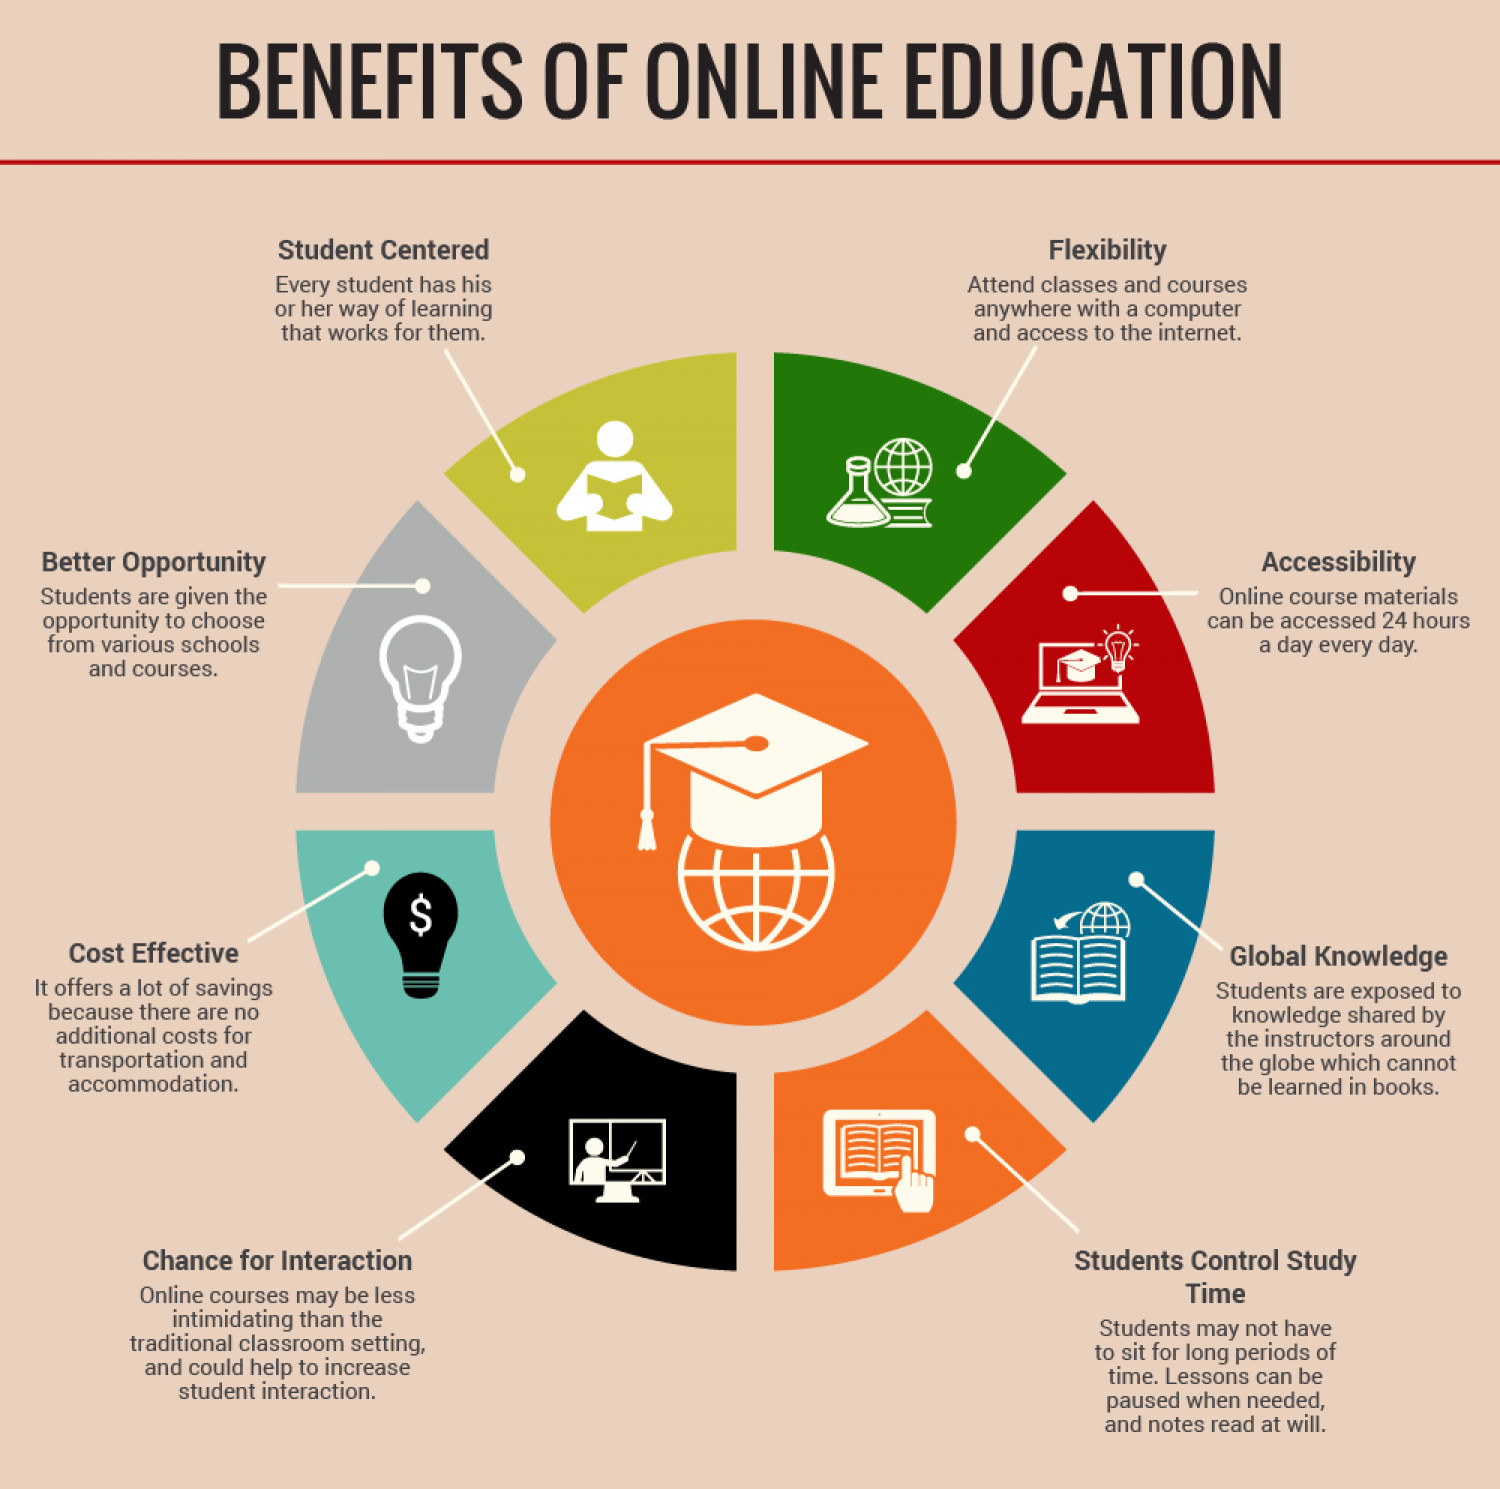 BENEFITS OF ONLINE EDUCATION
Student Centered
Every student has his
or her way of learning
that works for them.
Flexibility
Attend classes and courses
anywhere with a computer
and access to the internet.
Better Opportunity
Students are given the
opportunity to choose
from various schools
and courses.
Accessibility
Online course materials
can be accessed 24 hours
a day every day.
$
Cost Effective
It offers a lot of savings
because there are no
additional costs for
transportation and
accommodation.
Global Knowledge
Students are exposed to
knowledge shared by
the instructors around
the globe which cannot
be learned in books.
Chance for Interaction
Online courses may be less
intimidating than the
traditional classroom setting,
and could help to increase
student interaction.
Students Control Study
Time
Students may not have
to sit for long periods of
time. Lessons can be
paused when needed,
and notes read at will.